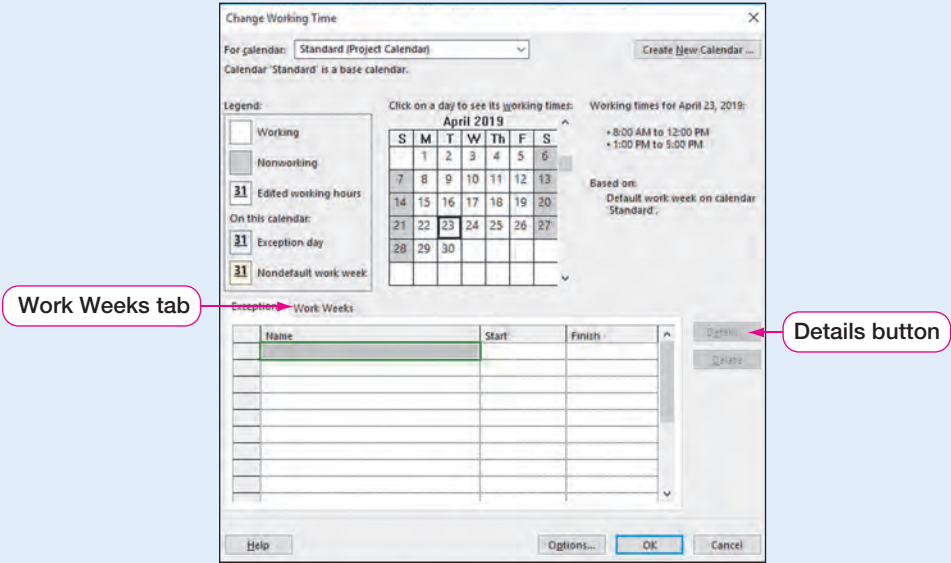 Change Working Time
For calendar: Standard (Project Calendar)
Create New Calendar ...
Calendar 'Standard' is a base calendar.
Legend:
Working
Nonworking
31 Edited working hours
On this calendar:
31 Exception day
31 Nondefault work week
Click on a day to see its working times:
April 2019
S M T W Th F S
1 2 3 4 5 6
7 8 9 10 11 12 13
14 15 16 17 18 19 20
21 22 23 24 25 26 27
28 29 30
Working times for April 23, 2019:
• 8:00 AM to 12:00 PM
• 1:00 PM to 5:00 PM
Based on:
Default work week on calendar
'Standard'.
Work Weeks tab
Exception Work Weeks
Name Start Finish
Details
Details button
Delete
Help Options... OK Cancel